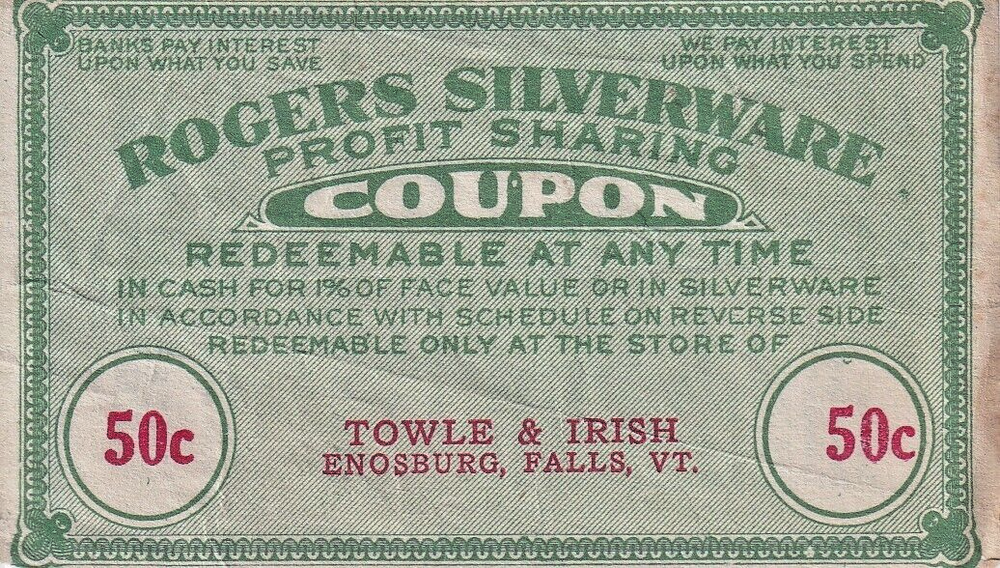 BANKS PAY INTEREST
UPON WHAT YOU SAVE
WE PAY INTEREST
UPON WHAT YOU SPEND
ROGERS SILVERWARE
PROFIT SHARING
COUPON
REDEEMABLE AT ANY TIME
IN CASH FOR 1% OF FACE VALUE OR IN SILVERWARE
IN ACCORDANCE WITH SCHEDULE ON REVERSE SIDE
REDEEMABLE ONLY AT THE STORE OF
50c
TOWLE & IRISH
ENOSBURG, FALLS, VT.
50c